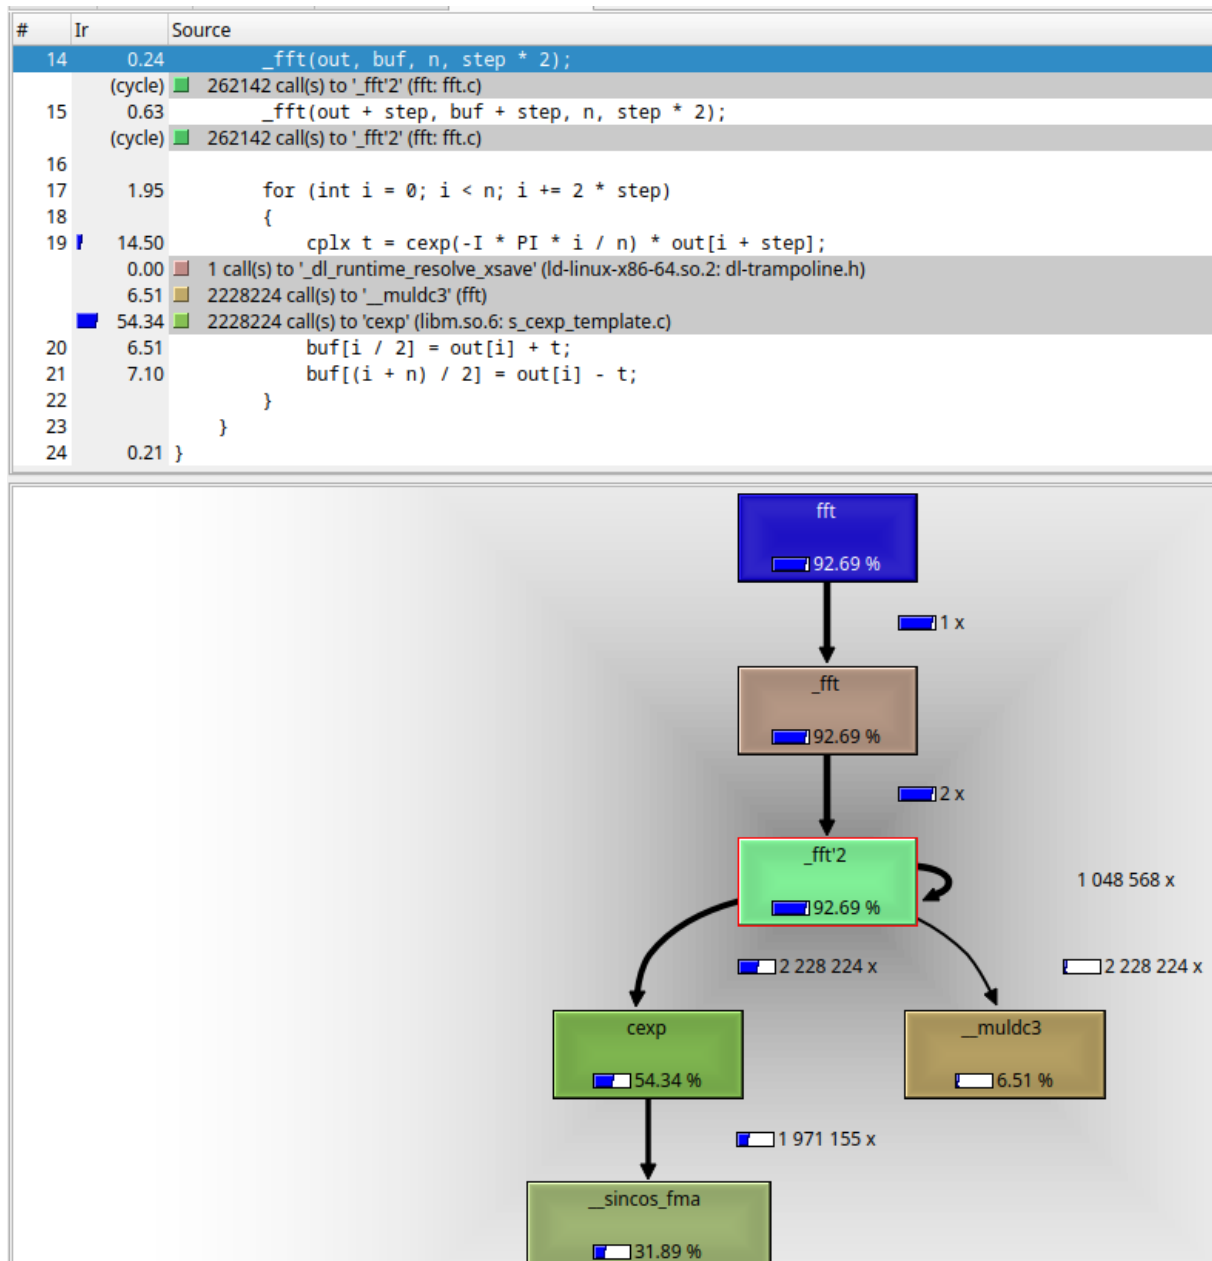 # Ir Source
14 0.24 _fft(out, buf, n, step * 2);
(cycle) 262142 call(s) to '_fft'2' (fft: fft.c)
15 0.63 _fft(out + step, buf + step, n, step * 2);
(cycle) 262142 call(s) to '_fft'2' (fft: fft.c)
16
17 1.95 for (int i = 0; i < n; i += 2 * step)
18 {
19 14.50 cplx t = cexp(-I * PI * i / n) * out[i + step];
0.00 1 call(s) to '_dl_runtime_resolve_xsave' (ld-linux-x86-64.so.2: dl-trampoline.h)
6.51 2228224 call(s) to '__muldc3' (fft)
54.34 2228224 call(s) to 'cexp' (libm.so.6: s_cexp_template.c)
20 6.51 buf[i / 2] = out[i] + t;
21 7.10 buf[(i + n) / 2] = out[i] - t;
22 }
23 }
24 0.21 }
fft
92.69 %
1 x
_fft
92.69 %
2 x
_fft'2
92.69 %
1 048 568 x
2 228 224 x
2 228 224 x
cexp
54.34 %
__muldc3
6.51 %
1 971 155 x
__sincos_fma
31.89 %